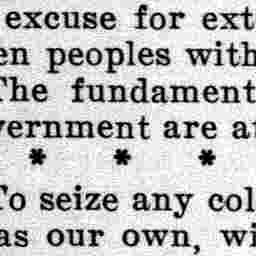 excuse for ext
en peoples with
The fundament
vernment are a
* * *
To seize any col
as our own, wi